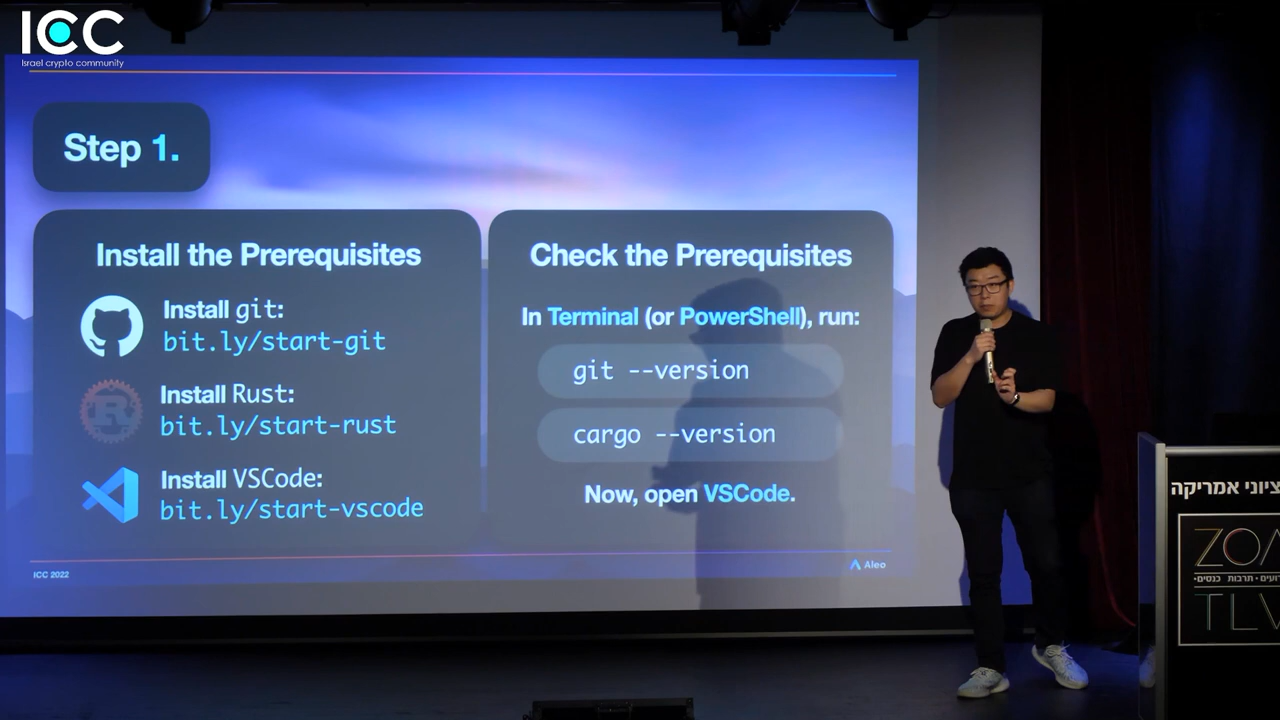 ICC
Israel crypto community
Step 1.
Install the Prerequisites
Install git:
bit.ly/start-git
Install Rust:
bit.ly/start-rust
Install VSCode:
bit.ly/start-vscode
Check the Prerequisites
In Terminal (or PowerShell), run:
git --version
cargo --version
Now, open VSCode.
ICC 2022
Aleo
ציוני אמריקה
ZOA
תרבות • כנסים•
TLV